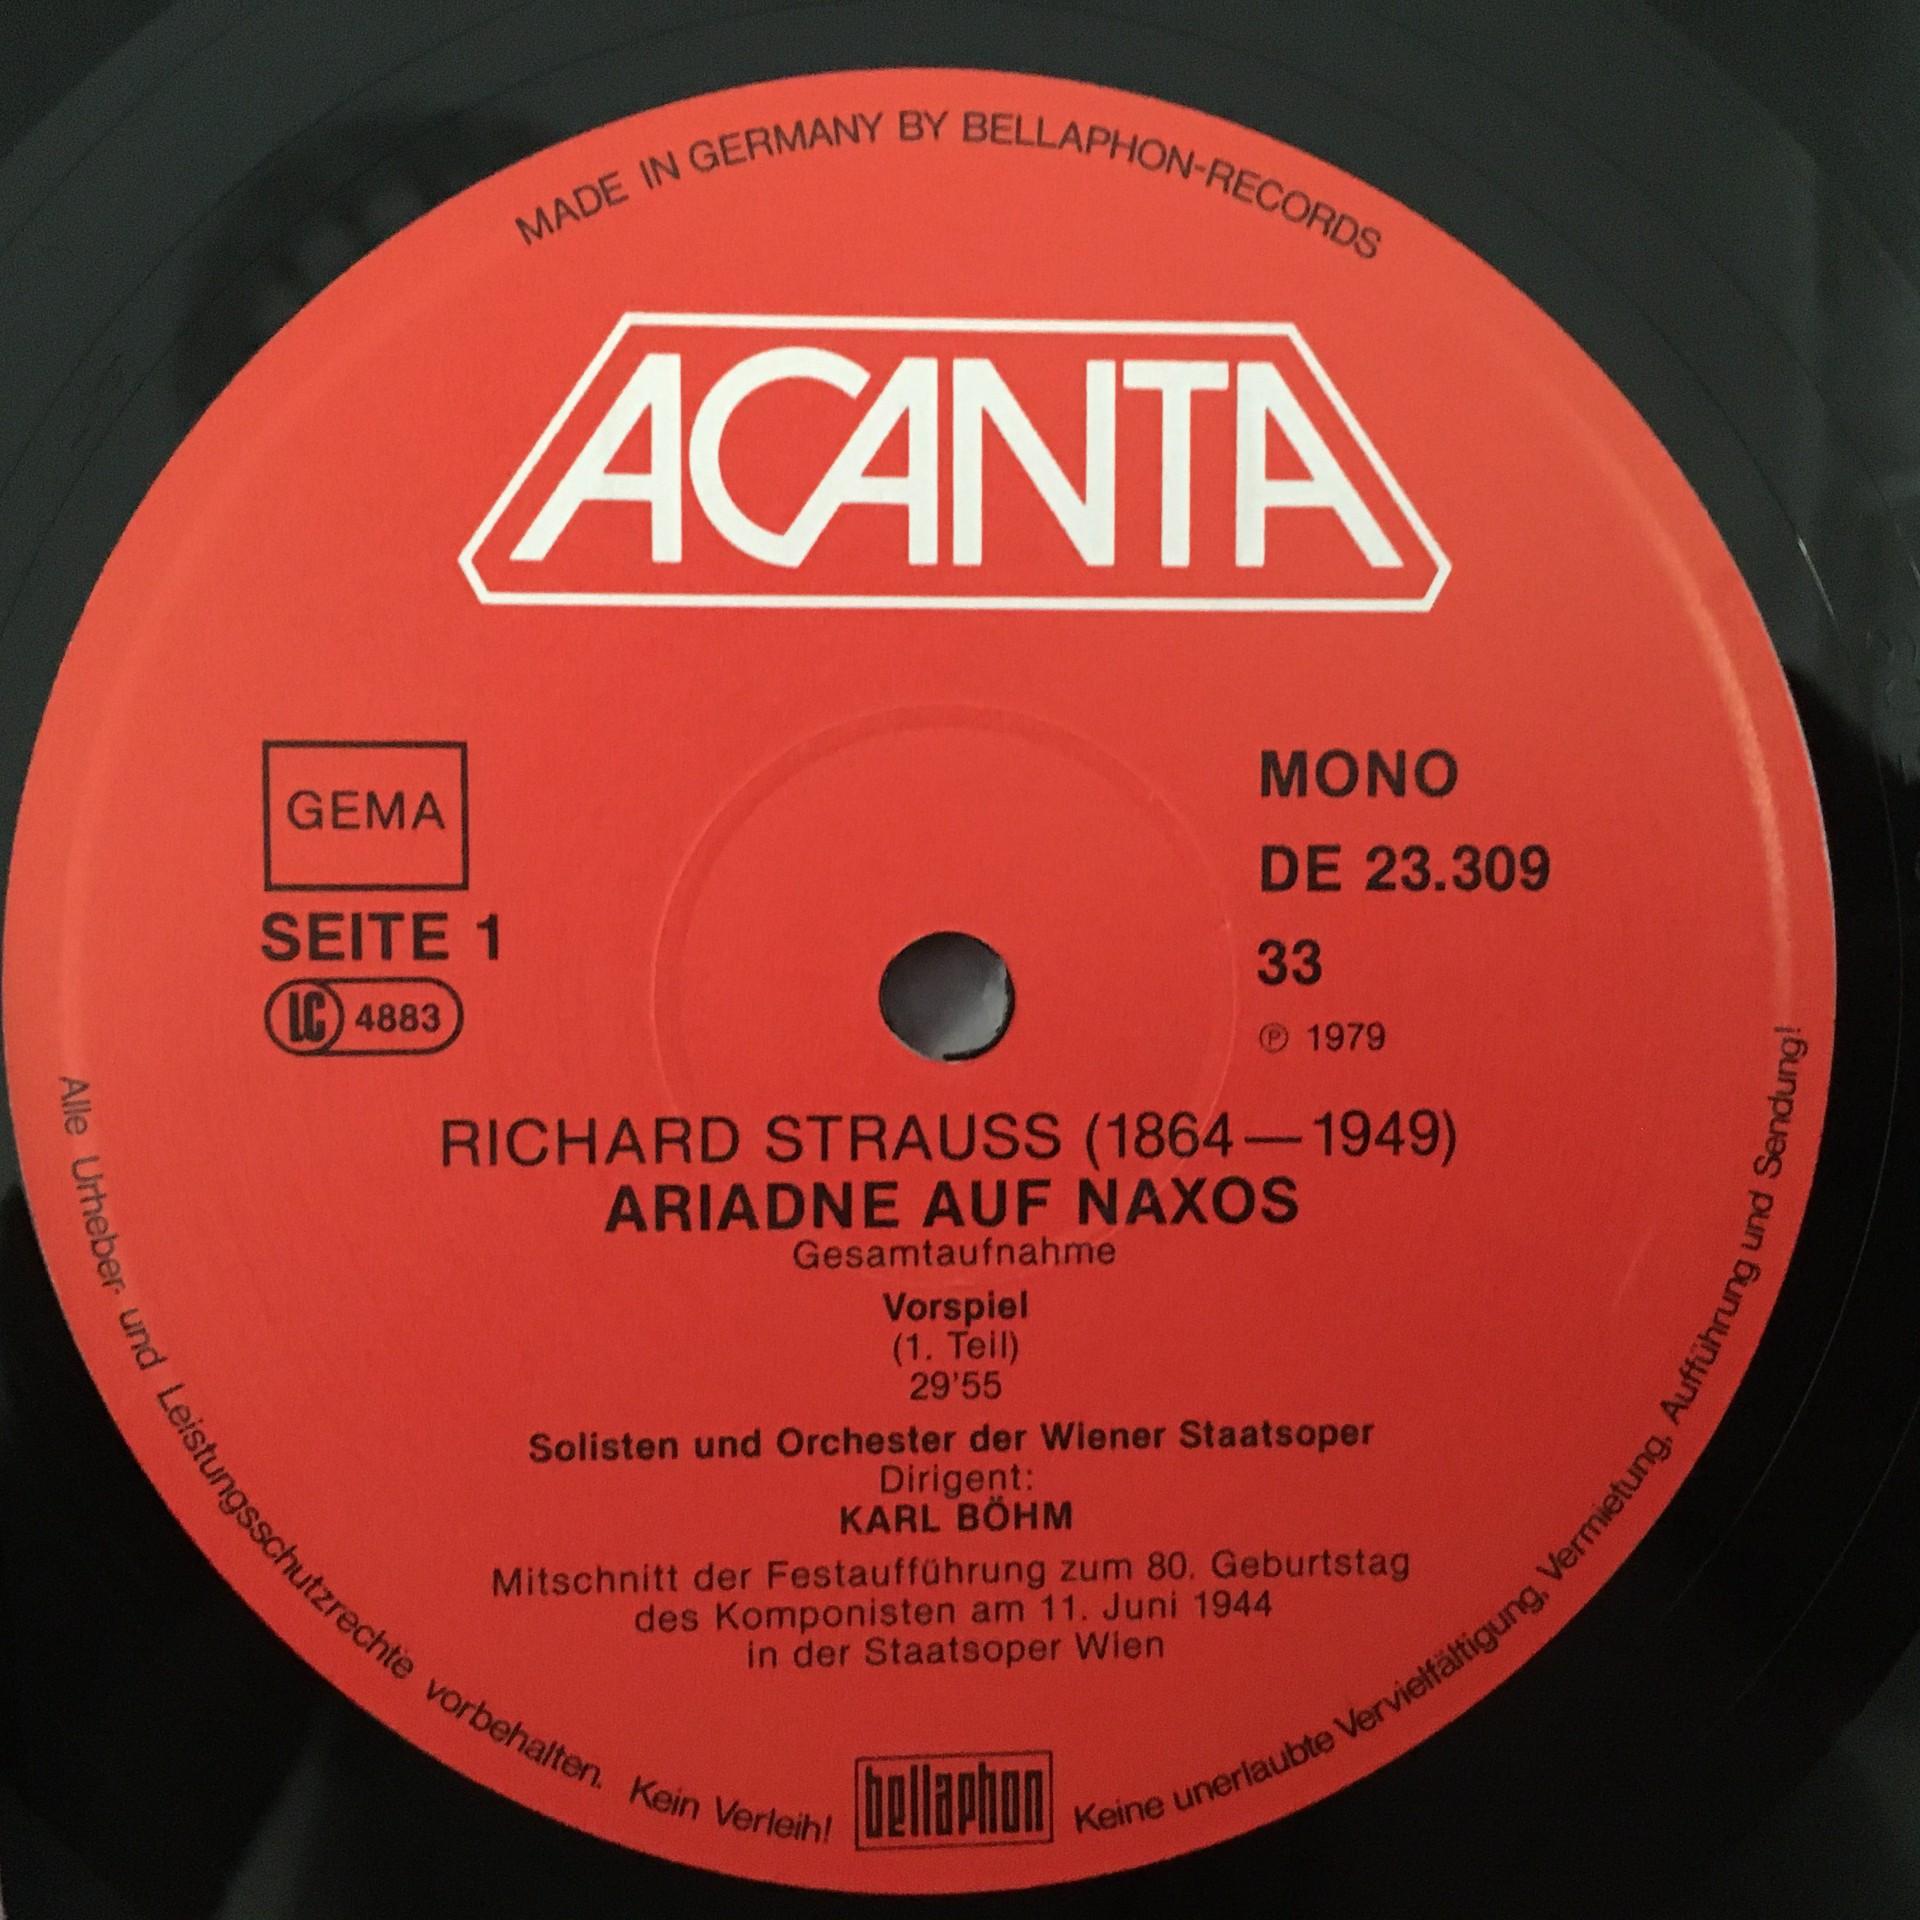 MADE IN GERMANY BY BELLAPHON-RECORDS
ACANTA
GEMA
SEITE 1
LC 4883
MONO
DE 23.309
33
℗ 1979
RICHARD STRAUSS (1864—1949)
ARIADNE AUF NAXOS
Gesamtaufnahme
Vorspiel
(1. Teil)
29'55
Solisten und Orchester der Wiener Staatsoper
Dirigent:
KARL BÖHM
Mitschnitt der Festaufführung zum 80. Geburtstag
des Komponisten am 11. Juni 1944
in der Staatsoper Wien
Alle Urheber- und Leistungsschutzrechte vorbehalten. Kein Verleih!
bellaphon
Keine unerlaubte Vervielfältigung, Vermietung, Aufführung und Sendung!